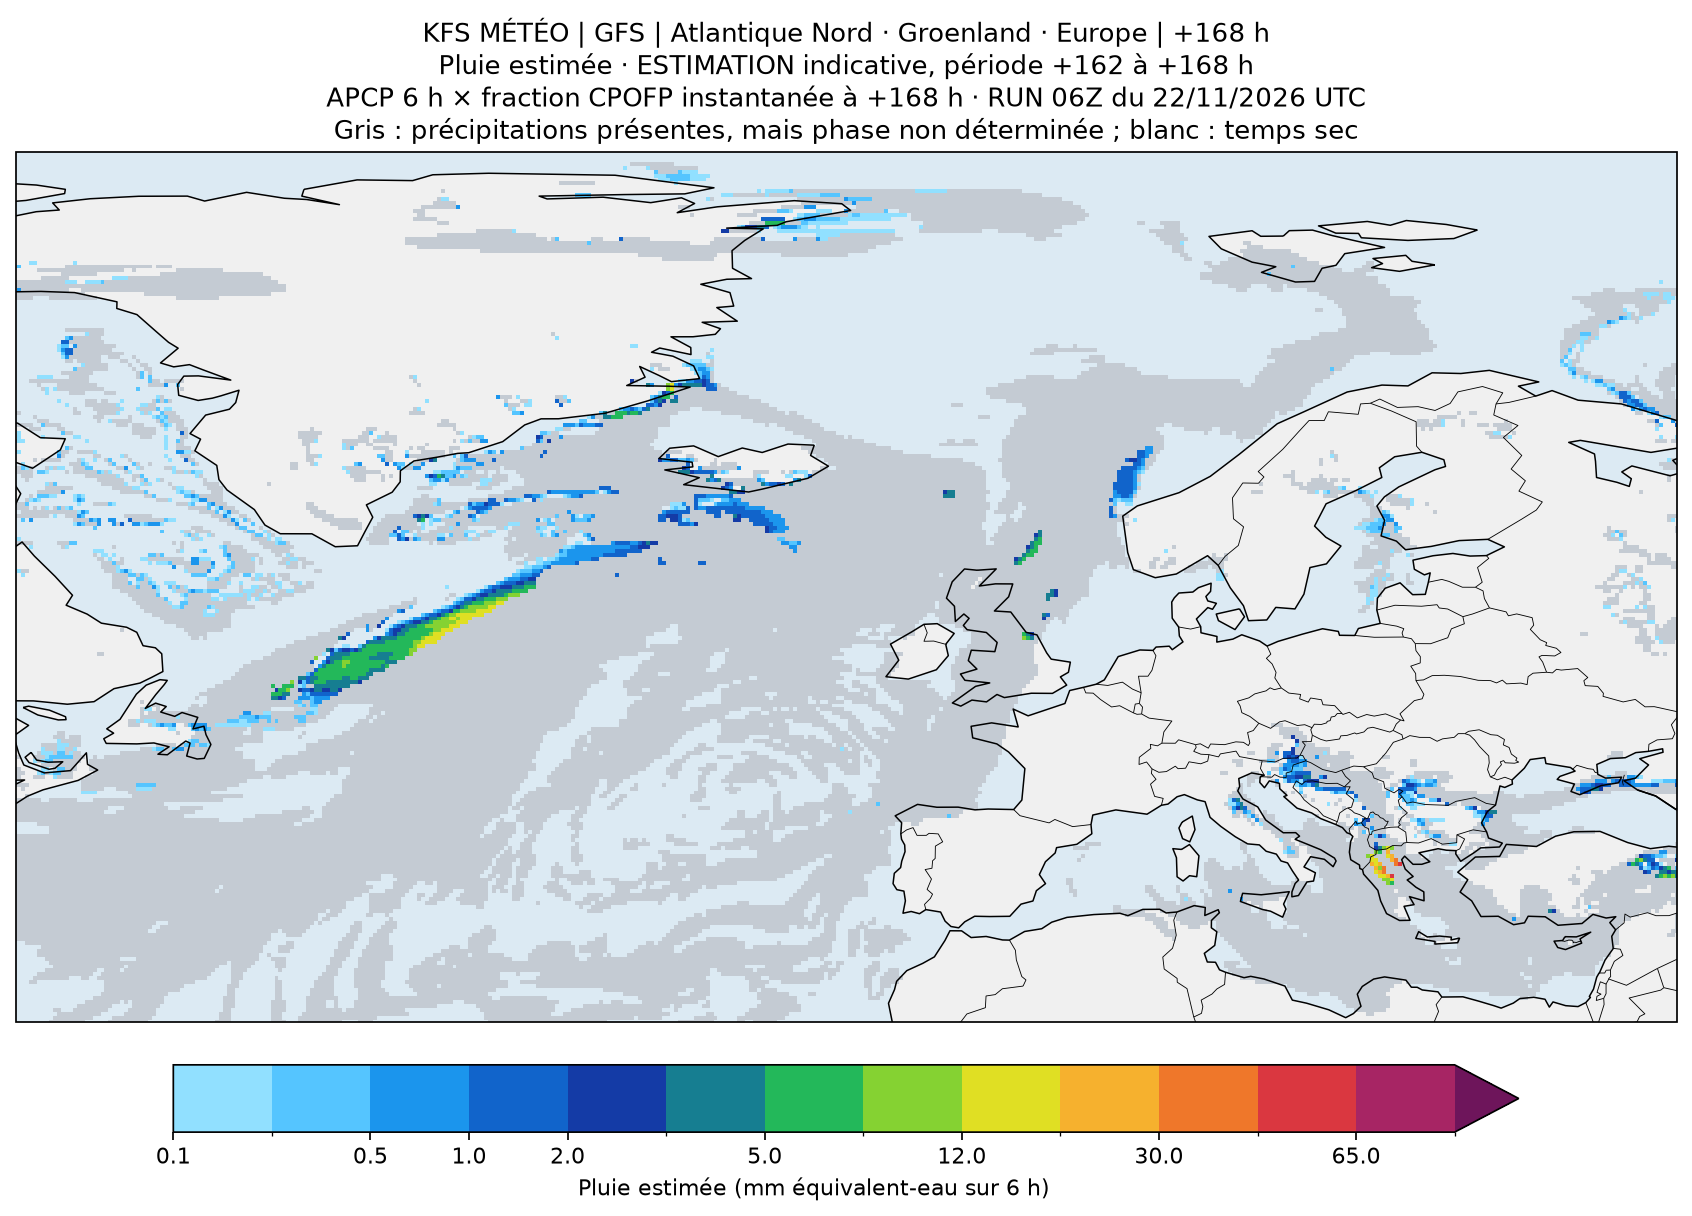 KFS MÉTÉO | GFS | Atlantique Nord · Groenland · Europe | +168 h
Pluie estimée · ESTIMATION indicative, période +162 à +168 h
APCP 6 h × fraction CPOFP instantanée à +168 h · RUN 06Z du 22/11/2026 UTC
Gris : précipitations présentes, mais phase non déterminée ; blanc : temps sec
0.1 0.5 1.0 2.0 5.0 12.0 30.0 65.0
Pluie estimée (mm équivalent-eau sur 6 h)